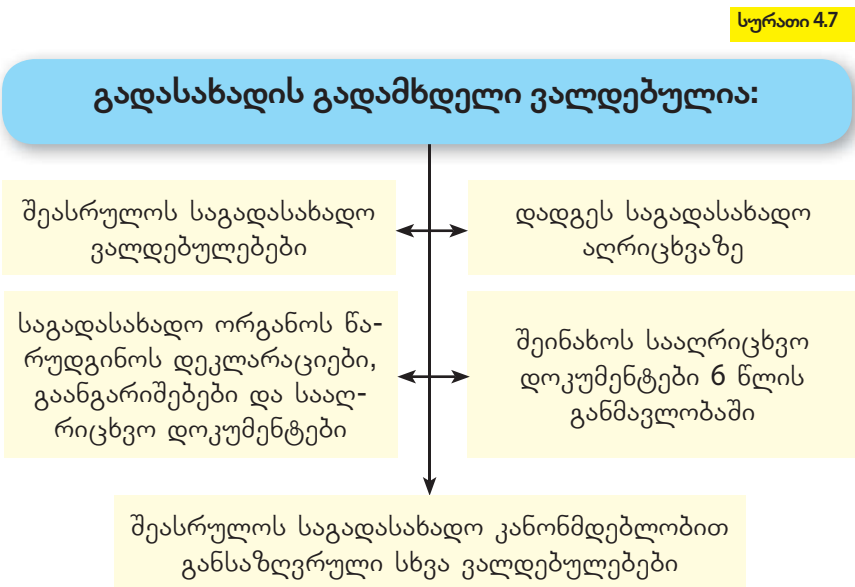 სურათი 4.7
გადასახადის გადამხდელი ვალდებულია:
შეასრულოს საგადასახადო
ვალდებულებები
დადგეს საგადასახადო
აღრიცხვაზე
საგადასახადო ორგანოს წა-
რუდგინოს დეკლარაციები,
გაანგარიშებები და სააღ-
რიცხვო დოკუმენტები
შეინახოს სააღრიცხვო
დოკუმენტები 6 წლის
განმავლობაში
შეასრულოს საგადასახადო კანონმდებლობით
განსაზღვრული სხვა ვალდებულებები